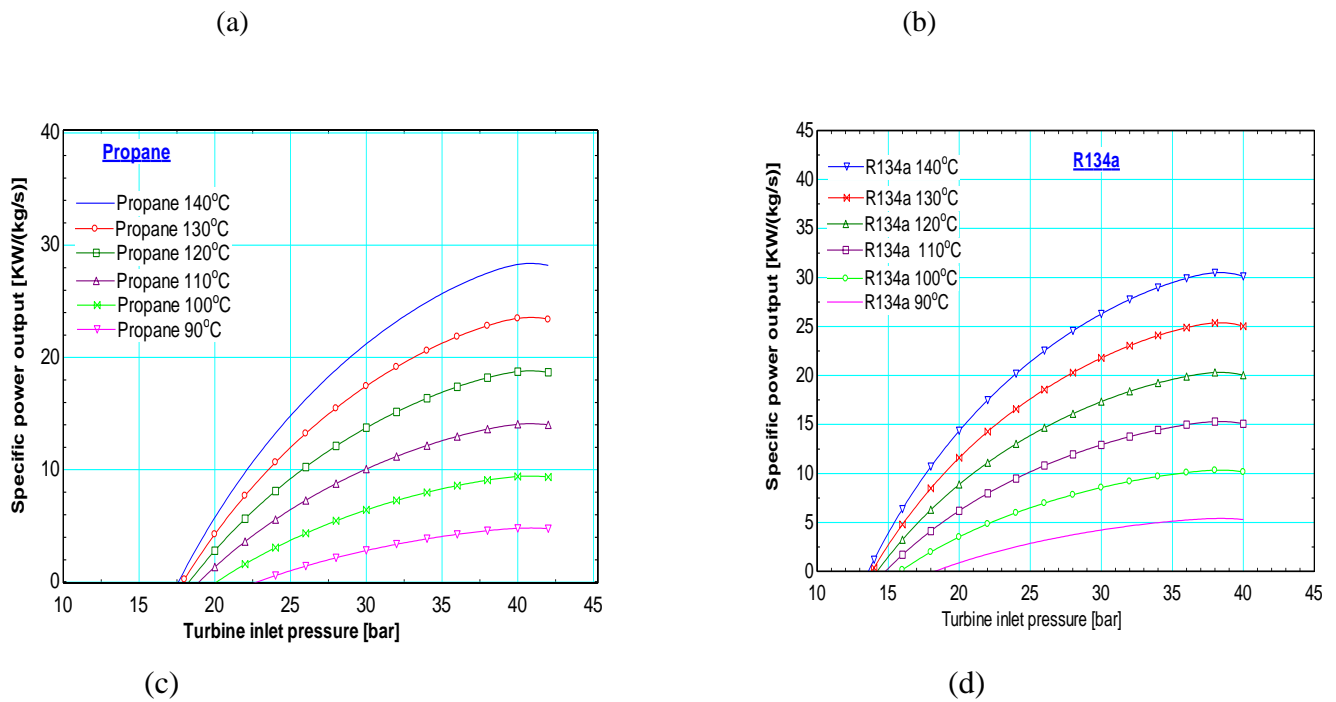 (a)
(b)
Propane
Specific power output [KW/(kg/s)]
40
30
20
10
0
Propane 140°C
Propane 130°C
Propane 120°C
Propane 110°C
Propane 100°C
Propane 90°C
10 15 20 25 30 35 40 45
Turbine inlet pressure [bar]
R134a
Specific power output [KW/(kg/s)]
45
40
35
30
25
20
15
10
5
0
R134a 140°C
R134a 130°C
R134a 120°C
R134a 110°C
R134a 100°C
R134a 90°C
10 15 20 25 30 35 40 45
Turbine inlet pressure [bar]
(c)
(d)